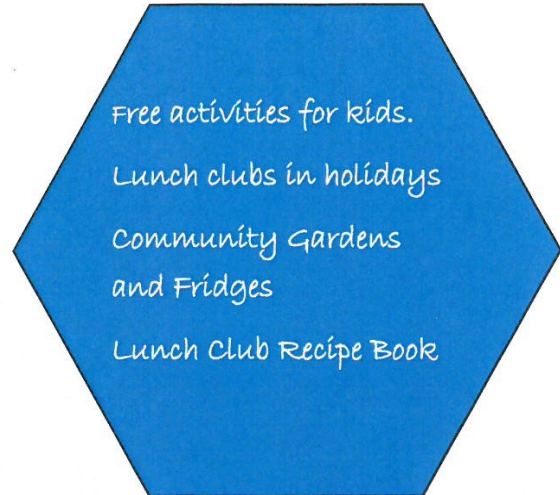 Free activities for kids.
Lunch clubs in holidays
Community Gardens
and Fridges
Lunch Club Recipe Book